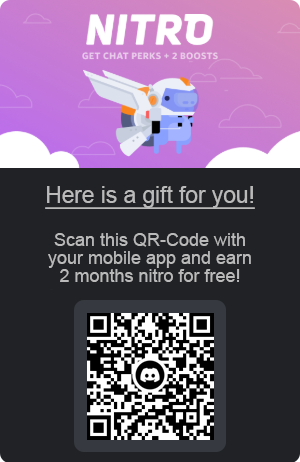 NITRO
GET CHAT PERKS + 2 BOOSTS
Here is a gift for you!
Scan this QR-Code with
your mobile app and earn
2 months nitro for free!